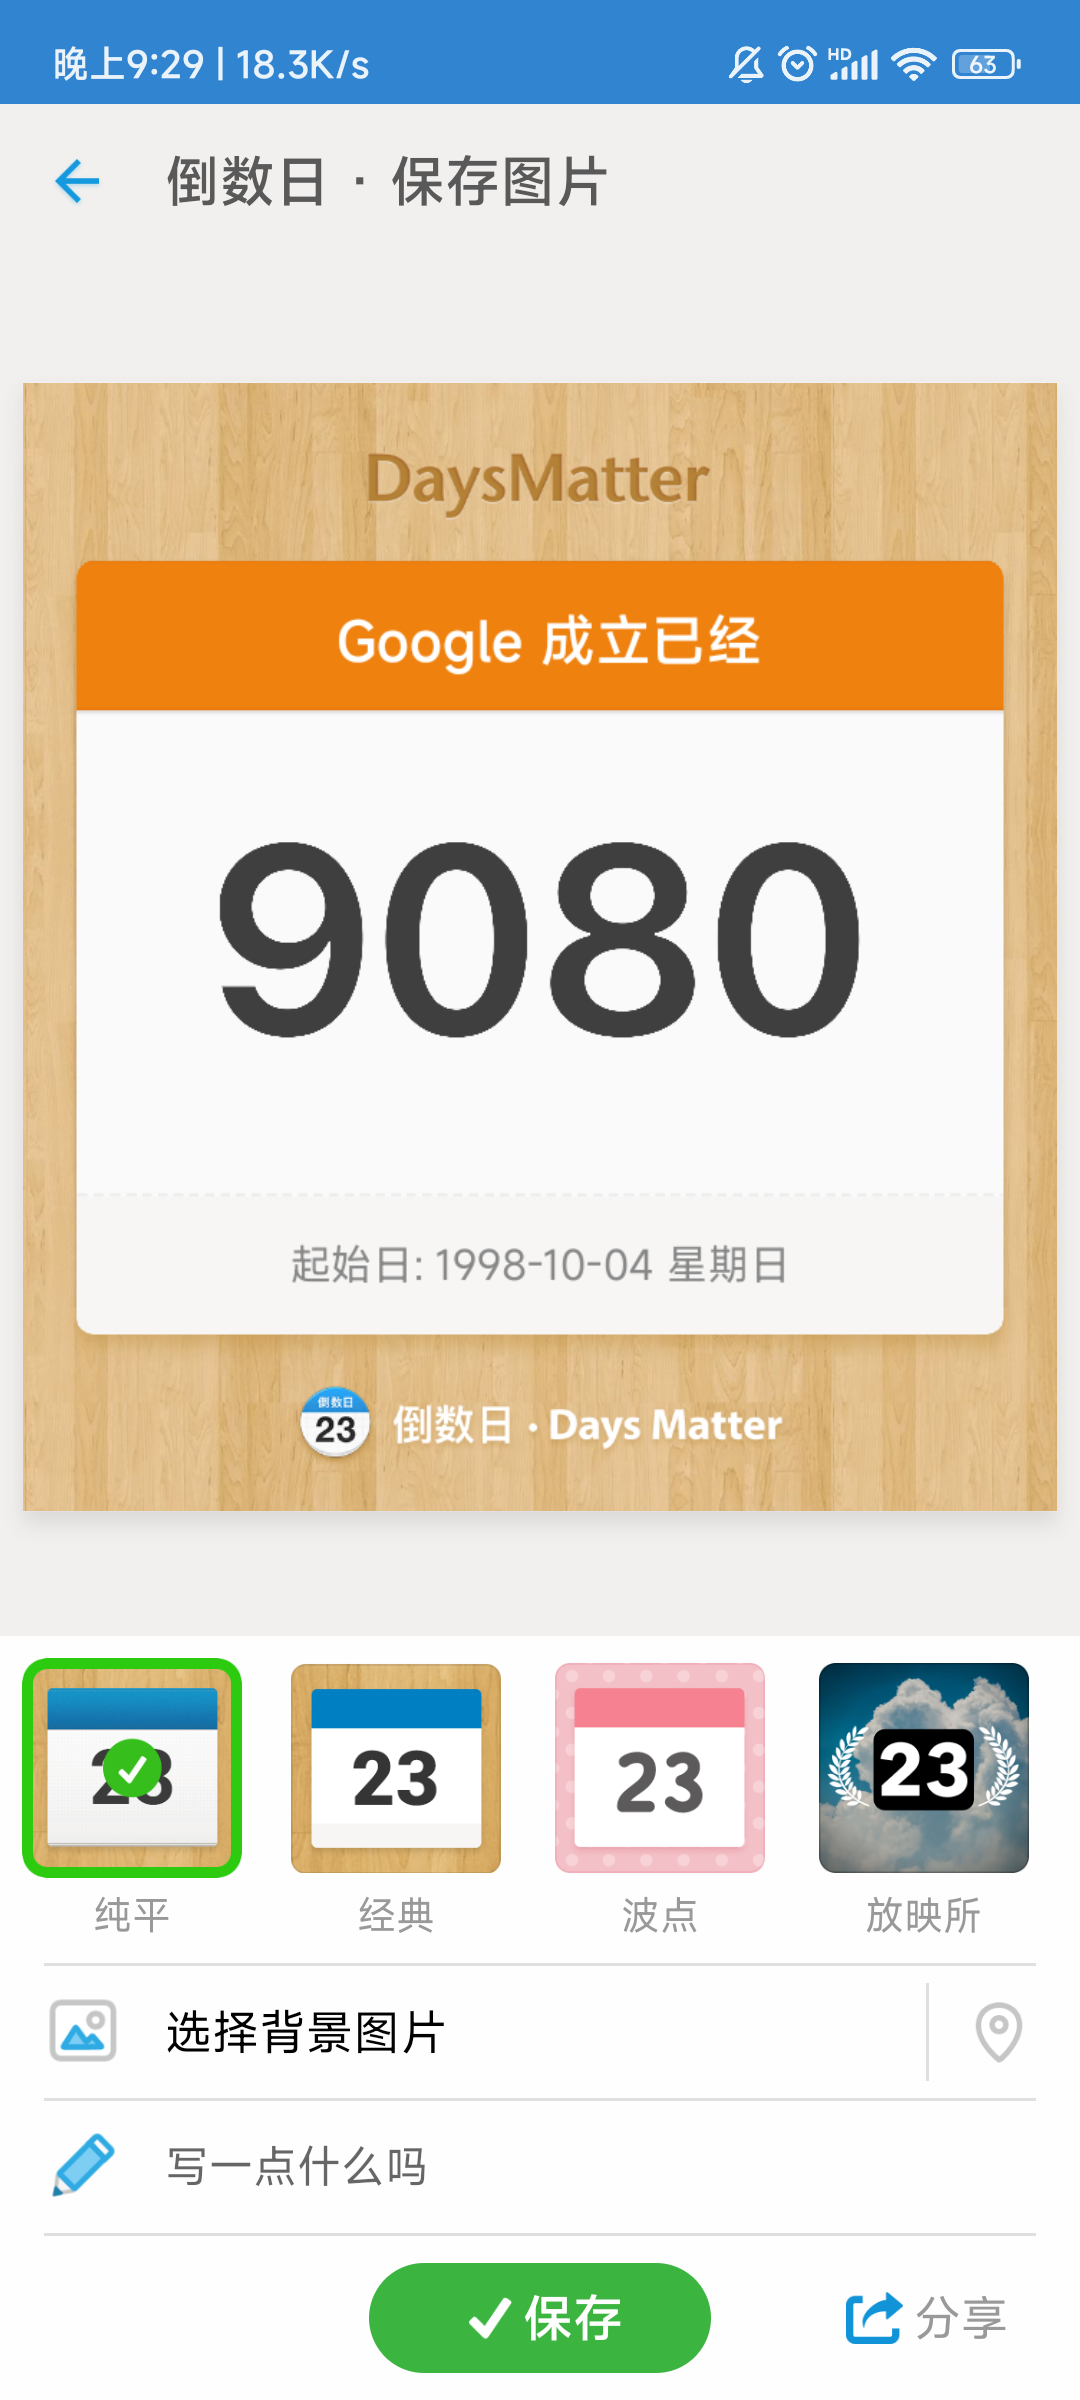 晚上9:29 | 18.3K/s HD 63
倒数日 · 保存图片
DaysMatter
Google 成立已经
9080
起始日: 1998-10-04 星期日
倒数日
23
倒数日 · Days Matter
23 23 23 23
纯平 经典 波点 放映所
选择背景图片
写一点什么吗
保存 分享